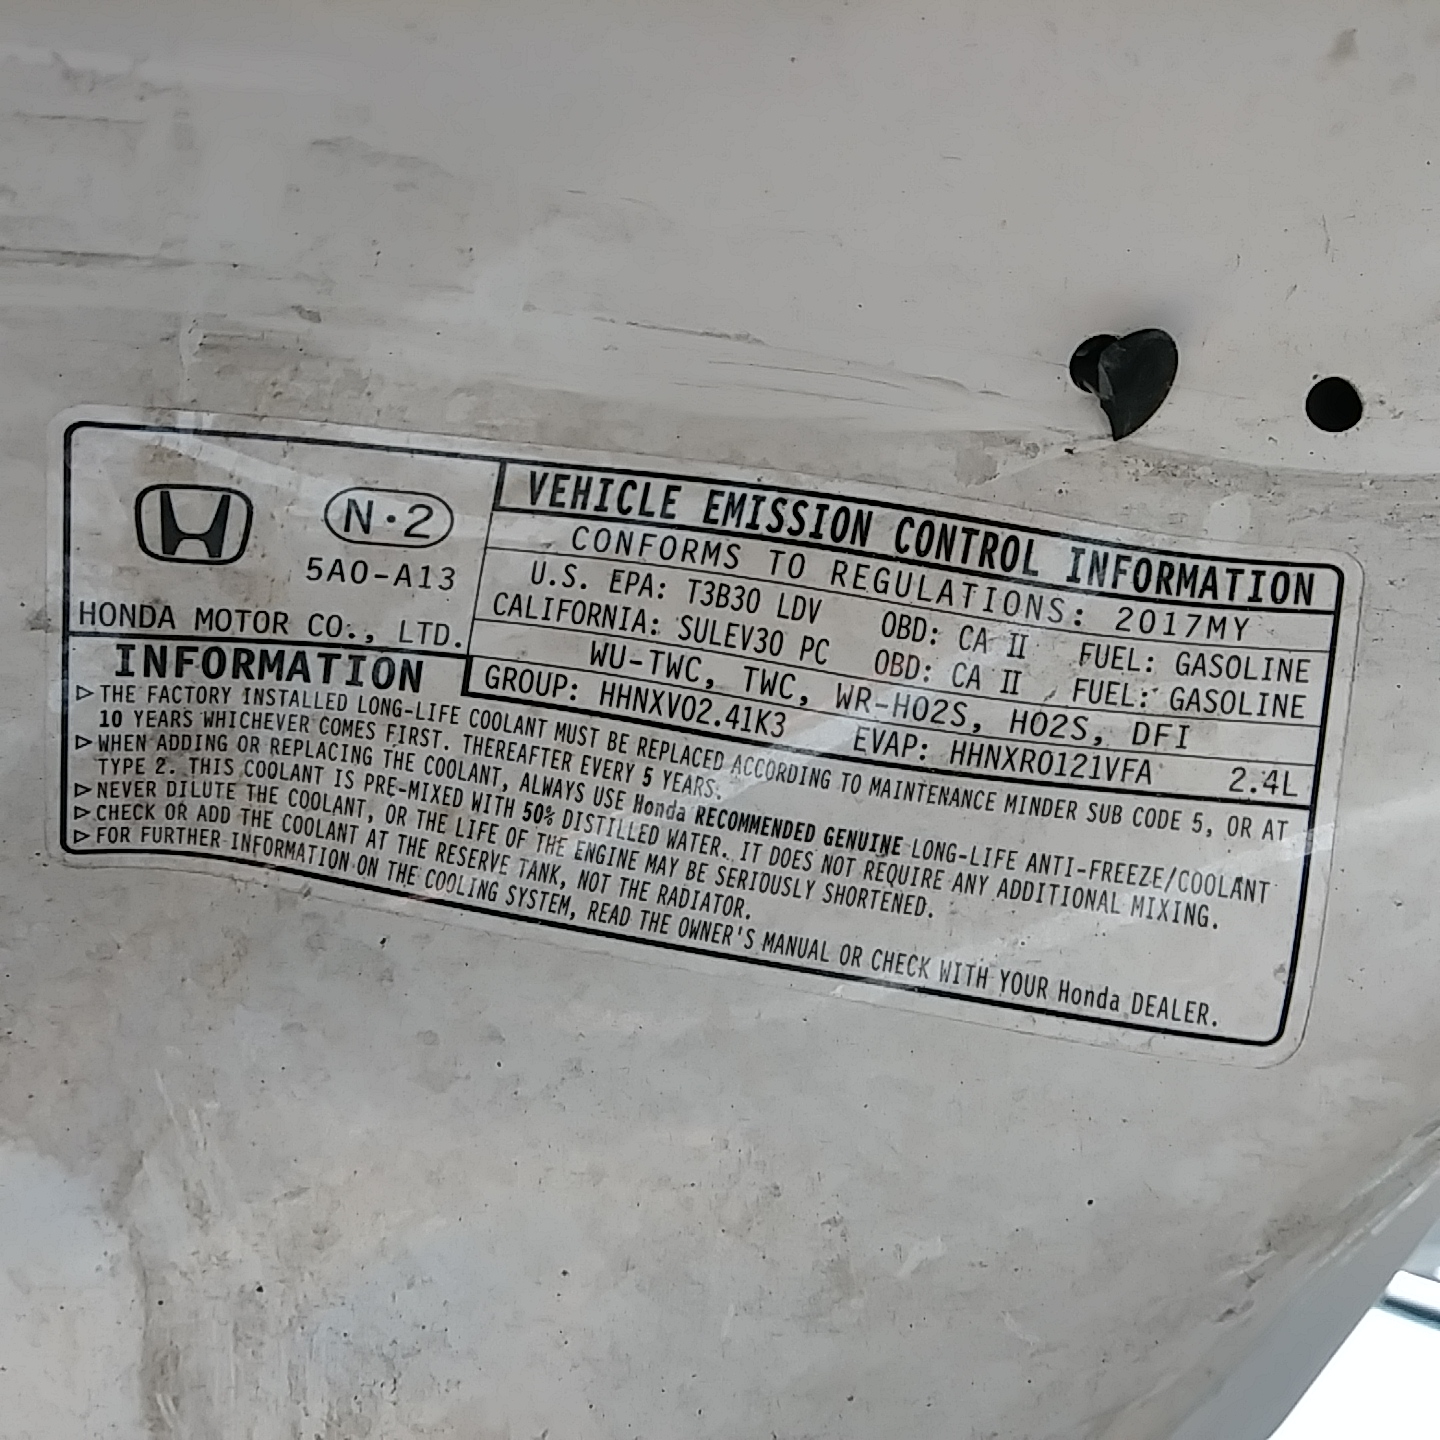 N·2
5A0-A13
HONDA MOTOR CO., LTD.
VEHICLE EMISSION CONTROL INFORMATION
CONFORMS TO REGULATIONS: 2017MY
U.S. EPA: T3B30 LDV OBD: CA II FUEL: GASOLINE
CALIFORNIA: SULEV30 PC OBD: CA II FUEL: GASOLINE
WU-TWC, TWC, WR-HO2S, HO2S, DFI
GROUP: HHNXV02.41K3 EVAP: HHNXR0121VFA 2.4L
INFORMATION
▷THE FACTORY INSTALLED LONG-LIFE COOLANT MUST BE REPLACED ACCORDING TO MAINTENANCE MINDER SUB CODE 5, OR AT
10 YEARS WHICHEVER COMES FIRST. THEREAFTER EVERY 5 YEARS.
▷WHEN ADDING OR REPLACING THE COOLANT, ALWAYS USE Honda RECOMMENDED GENUINE LONG-LIFE ANTI-FREEZE/COOLANT
TYPE 2. THIS COOLANT IS PRE-MIXED WITH 50% DISTILLED WATER. IT DOES NOT REQUIRE ANY ADDITIONAL MIXING.
▷NEVER DILUTE THE COOLANT, OR THE LIFE OF THE ENGINE MAY BE SERIOUSLY SHORTENED.
▷CHECK OR ADD THE COOLANT AT THE RESERVE TANK, NOT THE RADIATOR.
▷FOR FURTHER INFORMATION ON THE COOLING SYSTEM, READ THE OWNER'S MANUAL OR CHECK WITH YOUR Honda DEALER.